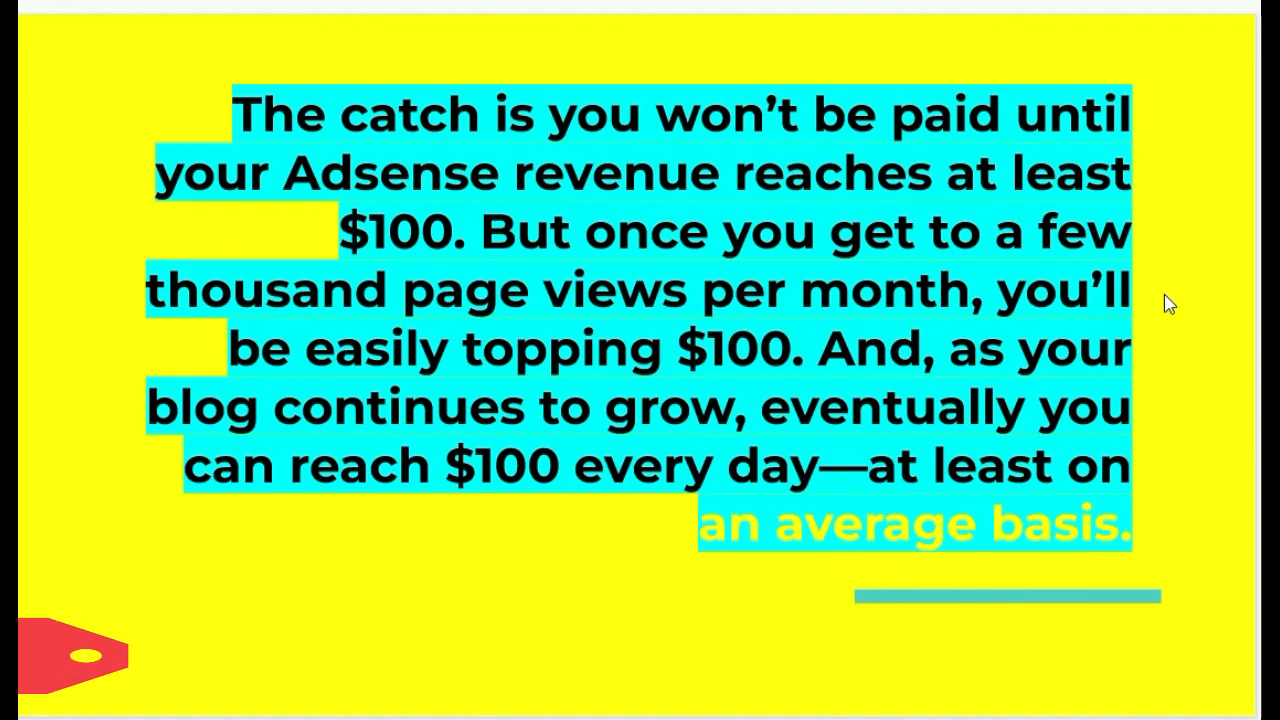 The catch is you won’t be paid until
your Adsense revenue reaches at least
$100. But once you get to a few
thousand page views per month, you’ll
be easily topping $100. And, as your
blog continues to grow, eventually you
can reach $100 every day—at least on
an average basis.